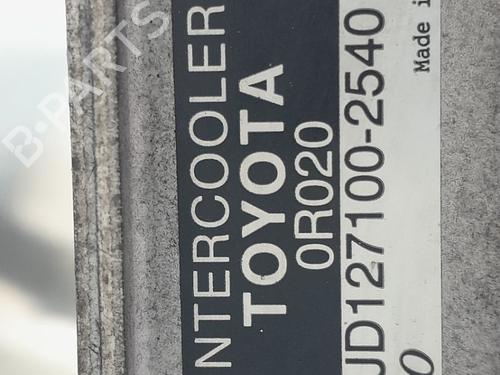 NTERCOOLER
TOYOTA
0R020
JD127100-2540
Made i
B-PARTS